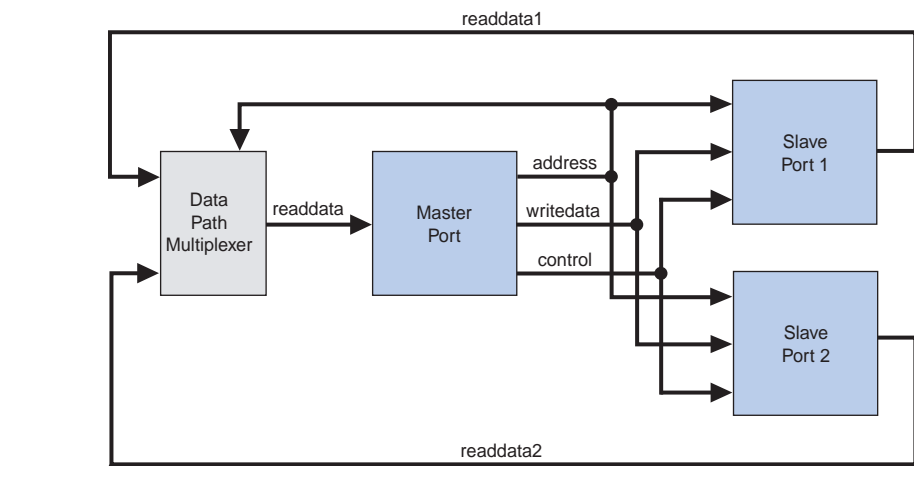 readdata1
Slave
Port 1
address
Data
Path
Multiplexer
readdata
Master
Port
writedata
control
Slave
Port 2
readdata2